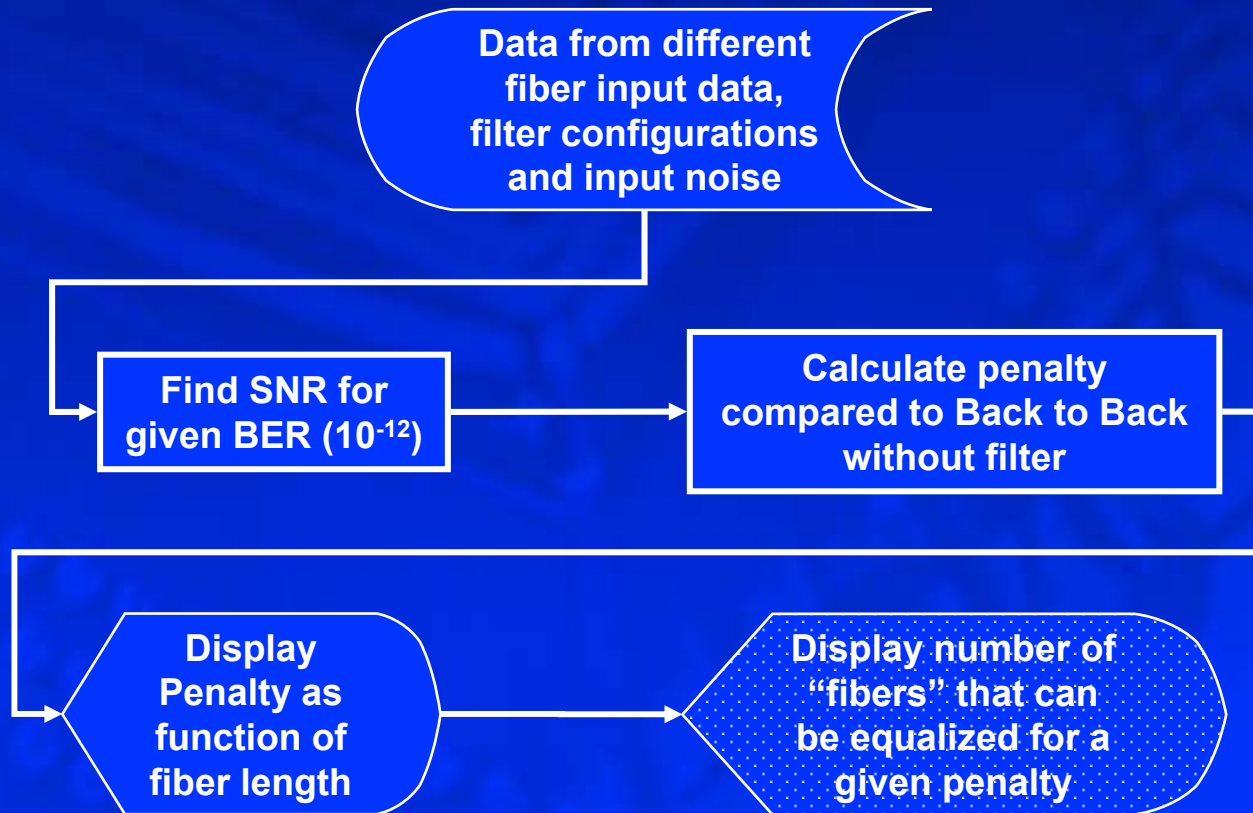 Data from different
fiber input data,
filter configurations
and input noise
Find SNR for
given BER (10⁻¹²)
Calculate penalty
compared to Back to Back
without filter
Display
Penalty as
function of
fiber length
Display number of
“fibers” that can
be equalized for a
given penalty